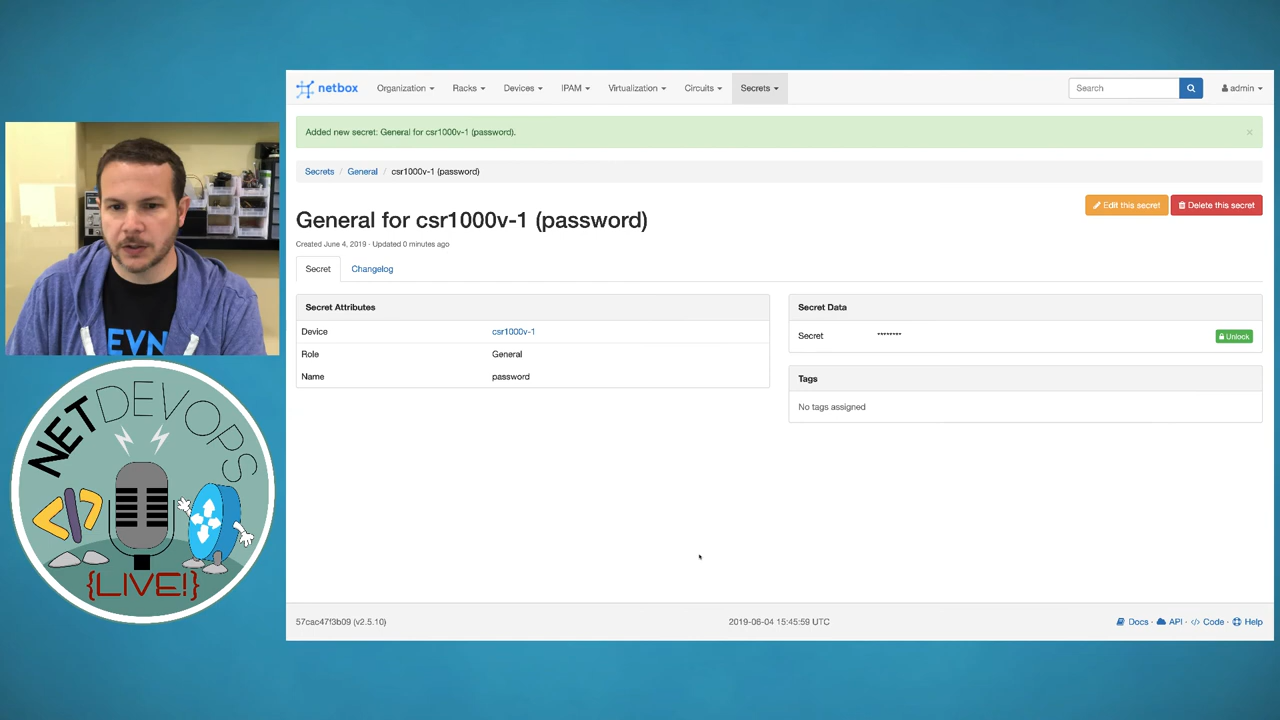 netbox
Organization
Racks
Devices
IPAM
Virtualization
Circuits
Secrets
Search
admin
Added new secret: General for csr1000v-1 (password).
×
Secrets / General / csr1000v-1 (password)
Edit this secret
Delete this secret
General for csr1000v-1 (password)
Created June 4, 2019 · Updated 0 minutes ago
Secret
Changelog
Secret Attributes
Device csr1000v-1
Role General
Name password
Secret Data
Secret ******** Unlock
Tags
No tags assigned
57cac47f3b09 (v2.5.10)
2019-06-04 15:45:59 UTC
Docs · API · </> Code · Help
EVN
NETDEVOPS
</>
{LIVE!}